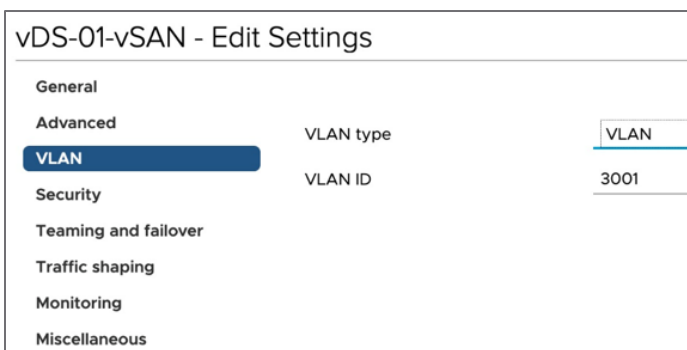 vDS-01-vSAN - Edit Settings
General
Advanced
VLAN type VLAN
VLAN
VLAN ID 3001
Security
Teaming and failover
Traffic shaping
Monitoring
Miscellaneous